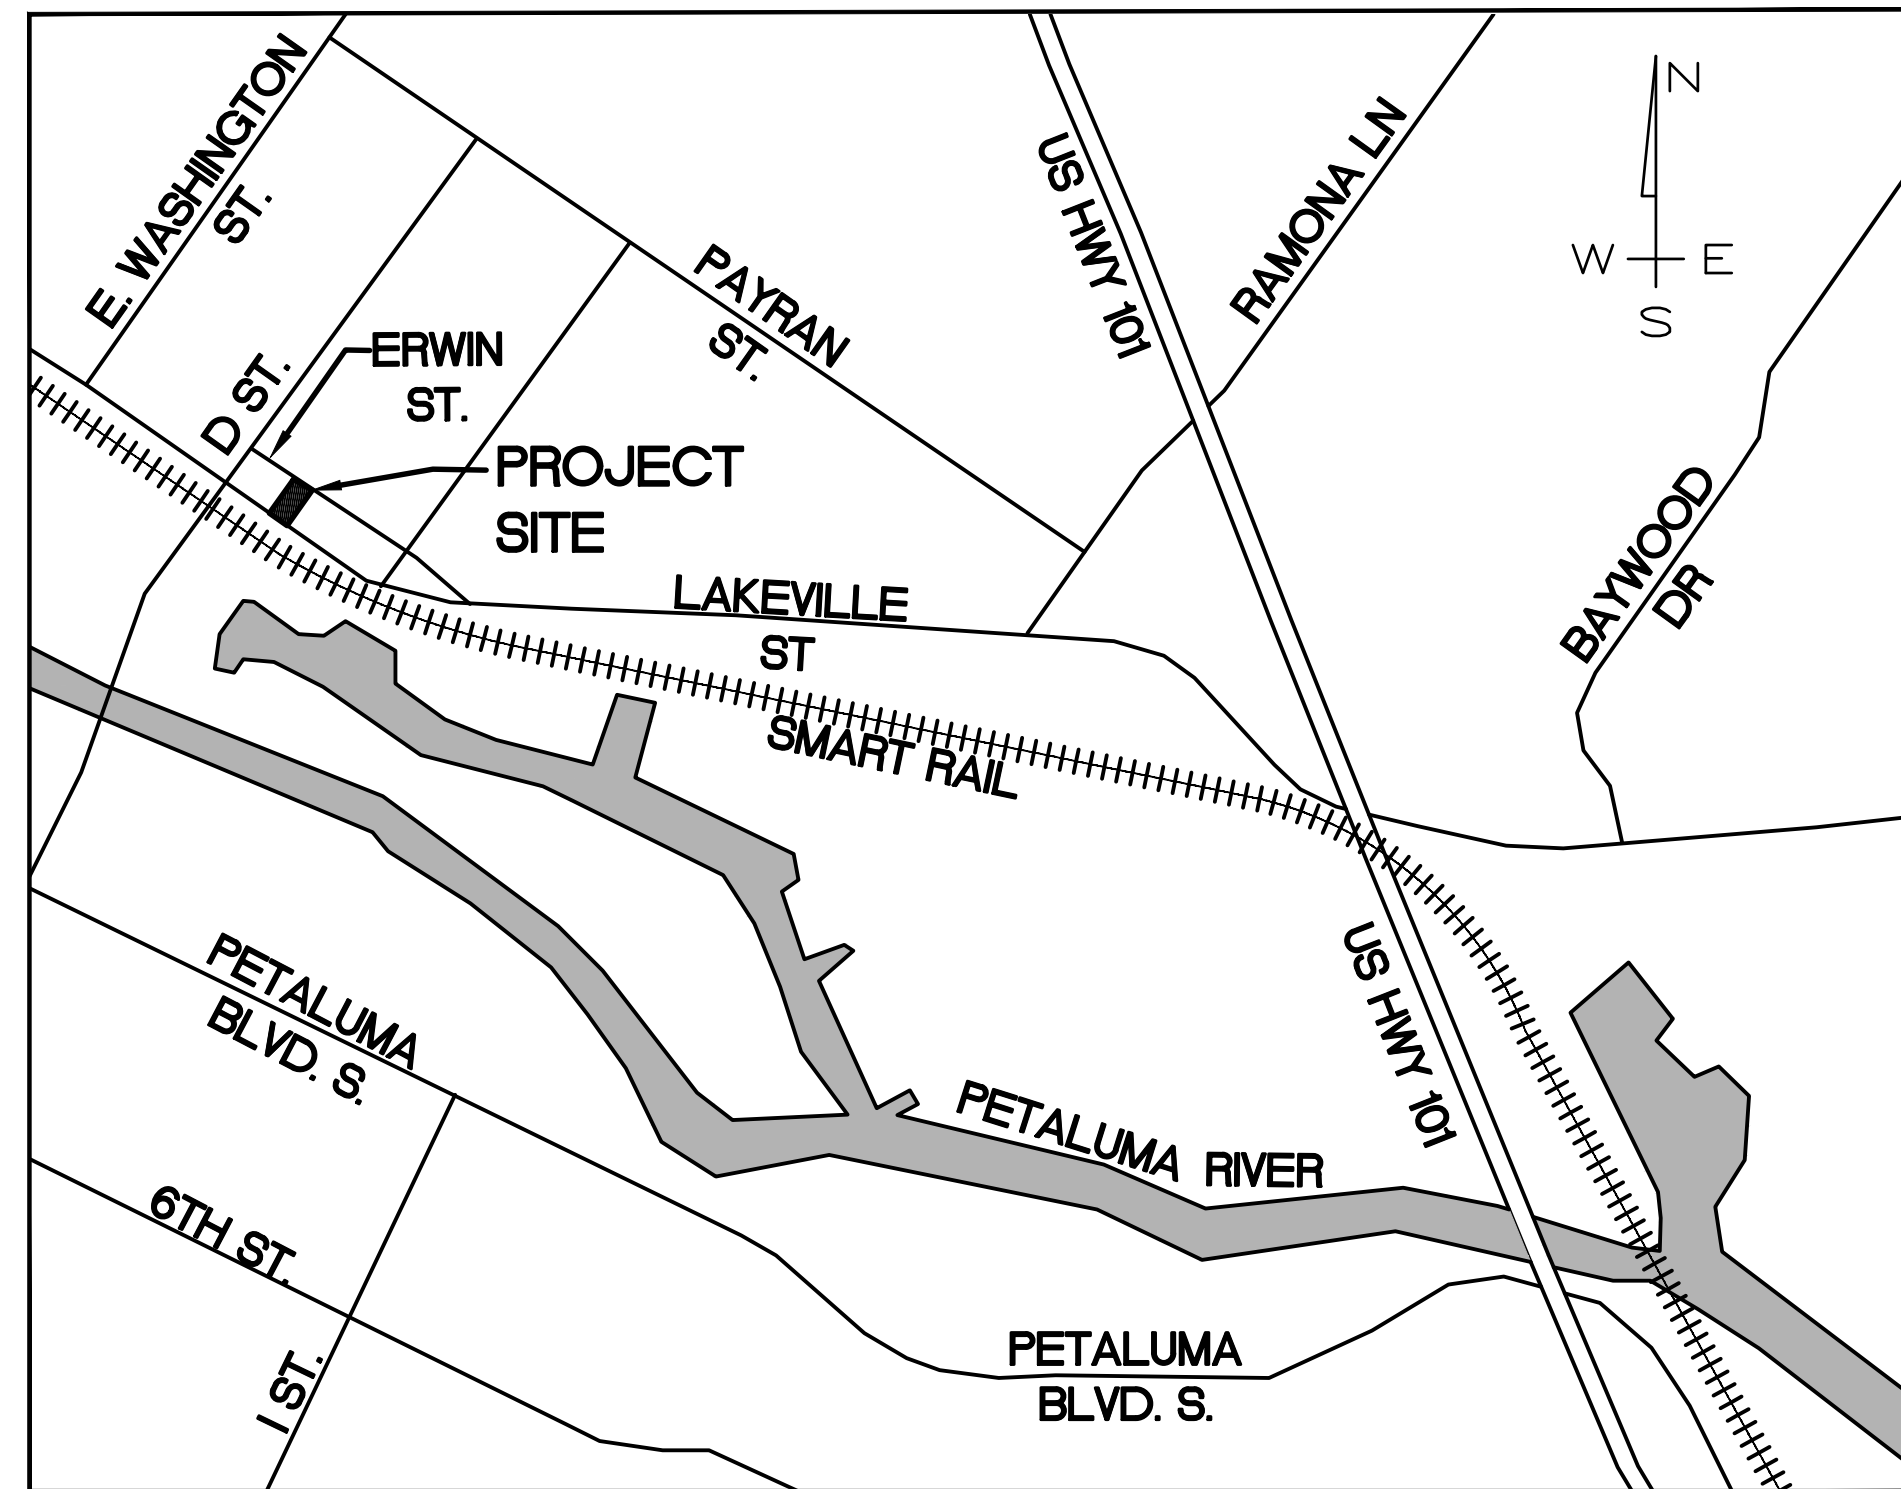 E. WASHINGTON
ST.
N
W E
S
US HWY 101
RAMONA LN
PAYRAN
ST.
ERWIN
ST.
D ST.
PROJECT
SITE
BAYWOOD
DR
LAKEVILLE
ST
SMART RAIL
PETALUMA
BLVD. S.
US HWY 101
PETALUMA RIVER
6TH ST.
I ST.
PETALUMA
BLVD. S.